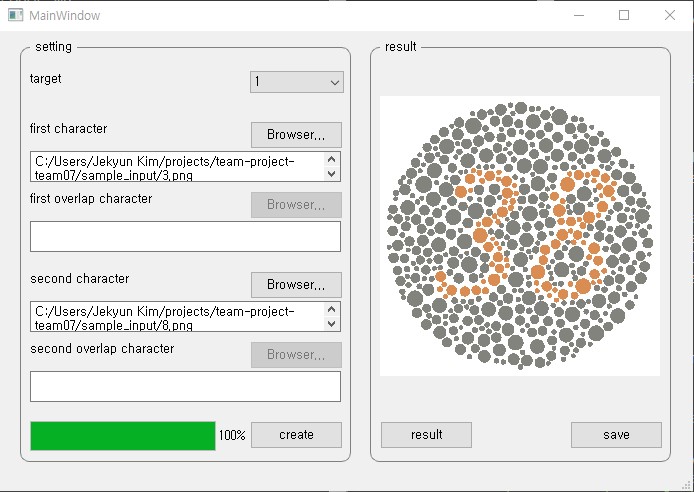 MainWindow
setting
target
1
first character
Browser...
C:/Users/Jekyun Kim/projects/team-project-
team07/sample_input/3.png
first overlap character
Browser...
second character
Browser...
C:/Users/Jekyun Kim/projects/team-project-
team07/sample_input/8.png
second overlap character
Browser...
100%
create
result
38
result
save